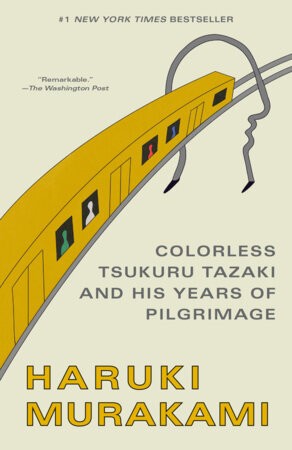 #1 NEW YORK TIMES BESTSELLER
“Remarkable.”
—The Washington Post
COLORLESS
TSUKURU TAZAKI
AND HIS YEARS OF
PILGRIMAGE
HARUKI
MURAKAMI